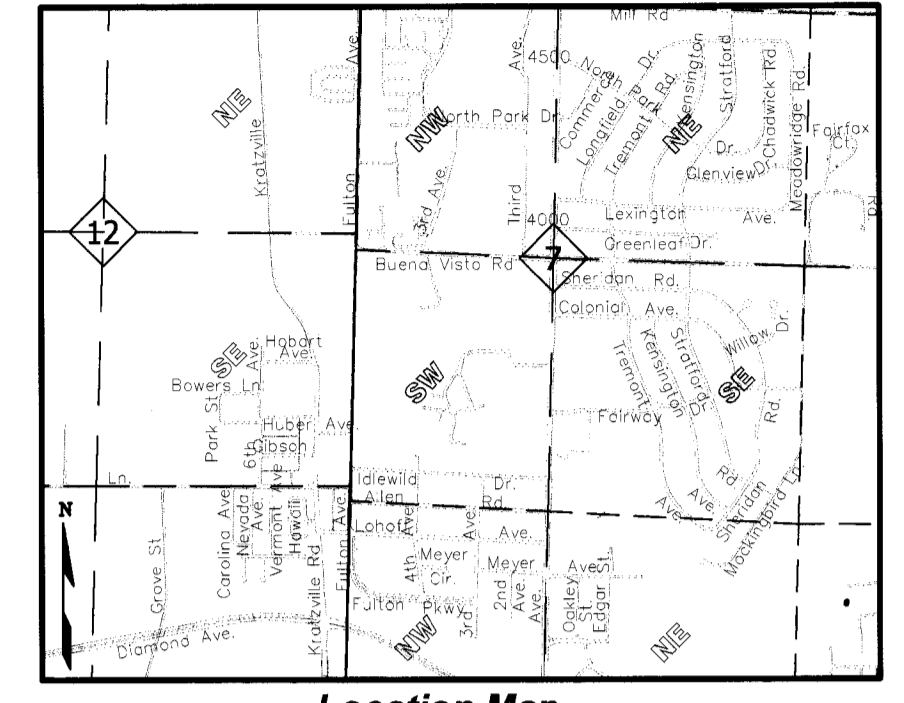 Mill Rd
NE
Kratzville
Fulton
Ave.
NW
North Park Dr.
3rd Ave.
Third
Ave.
4500
4000
North Park
Dr.
Commerce
Longfield
Tremont Rd.
Kensington
NE
Stratford
Dr.
Glenview Dr.
Chadwick Rd.
Meadowridge Rd.
Fairfax
Ct.
Rd.
Lexington Ave.
Greenleaf Dr.
12
7
Buena Vista Rd
Sheridan Rd.
Colonial Ave.
Willow Dr.
Tremont
Kensington
Stratford
Dr.
SE
Rd.
Fairway
SE
Hobart
Ave.
Ave.
Bowers Ln
Park St
6th
Huber Ave.
Gibson
SW
Ln.
Idlewild Dr.
Allen Rd.
Lohoff Ave.
Ave.
Ave.
Rd
Sheridan
Mockingbird Ln.
N
Grove St
Carolina Ave
Nevada
Ave
Vermont Ave
Hawaii
Kratzville Rd
Fulton Ave.
4th Ave
Meyer
Cir.
Meyer Ave.
3rd
Ave.
2nd
Ave.
Ave.
Oakley
St.
Edgar St.
Fulton Pkwy
NW
NE
Diamond Ave.
Location Map